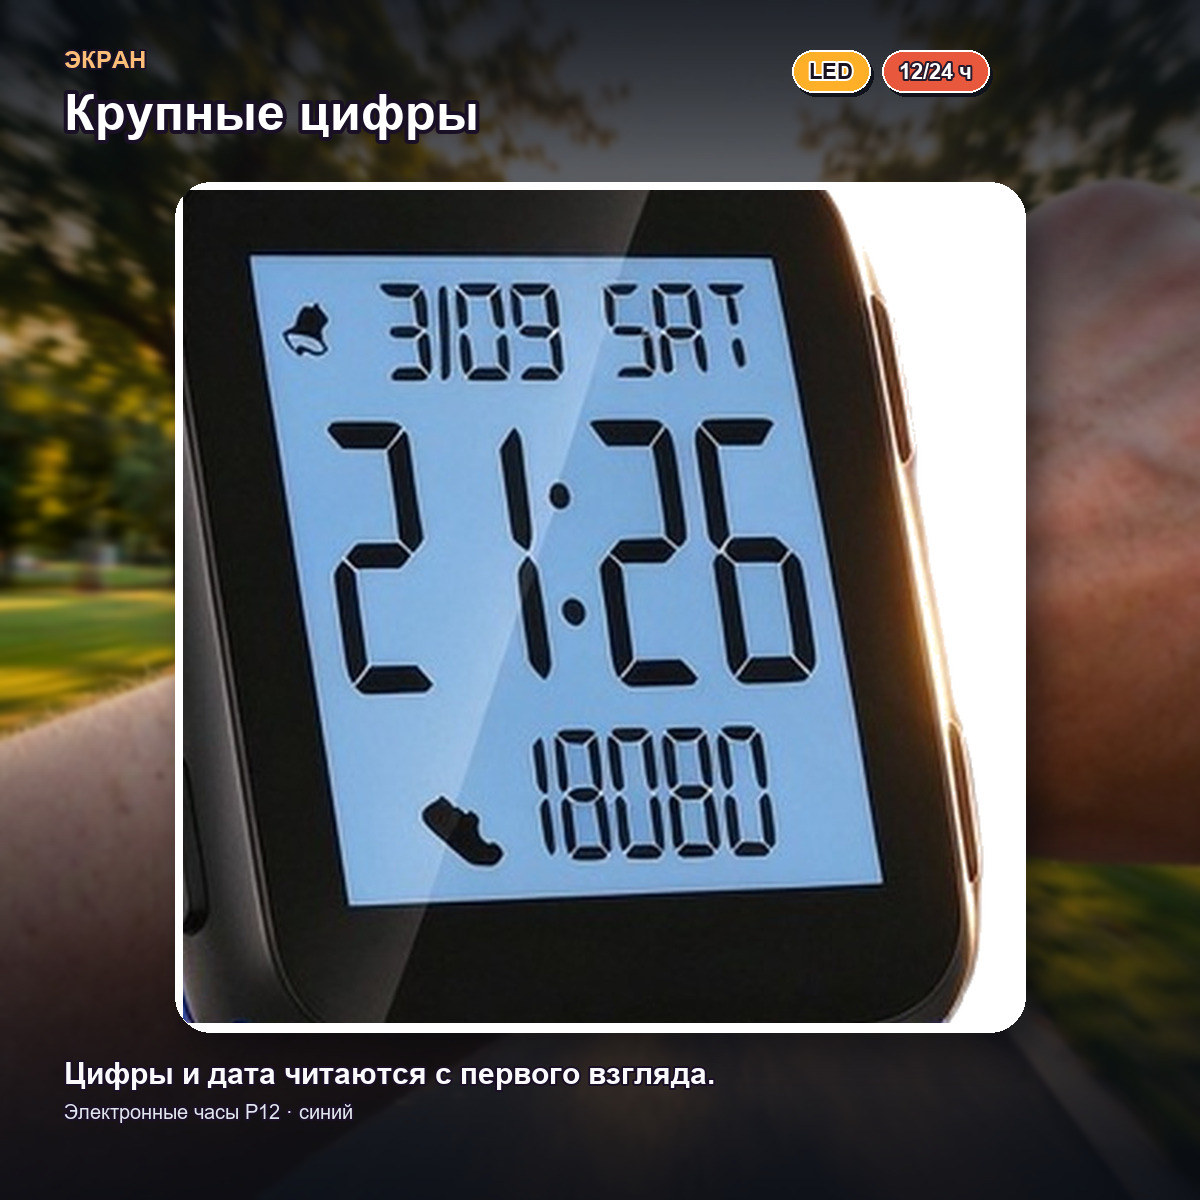 ЭКРАН
Крупные цифры
LED
12/24 ч
3|09 SAT
21:26
18080
Цифры и дата читаются с первого взгляда.
Электронные часы P12 · синий